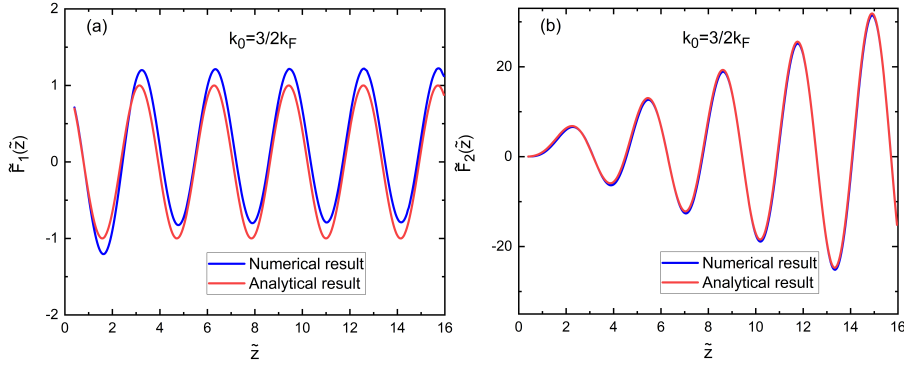 (a)
k₀=3/2k_F
F̃₁(z̃)
2
1
0
-1
-2
Numerical result
Analytical result
0 2 4 6 8 10 12 14 16
z̃
(b)
k₀=3/2k_F
F̃₂(z̃)
20
0
-20
Numerical result
Analytical result
0 2 4 6 8 10 12 14 16
z̃